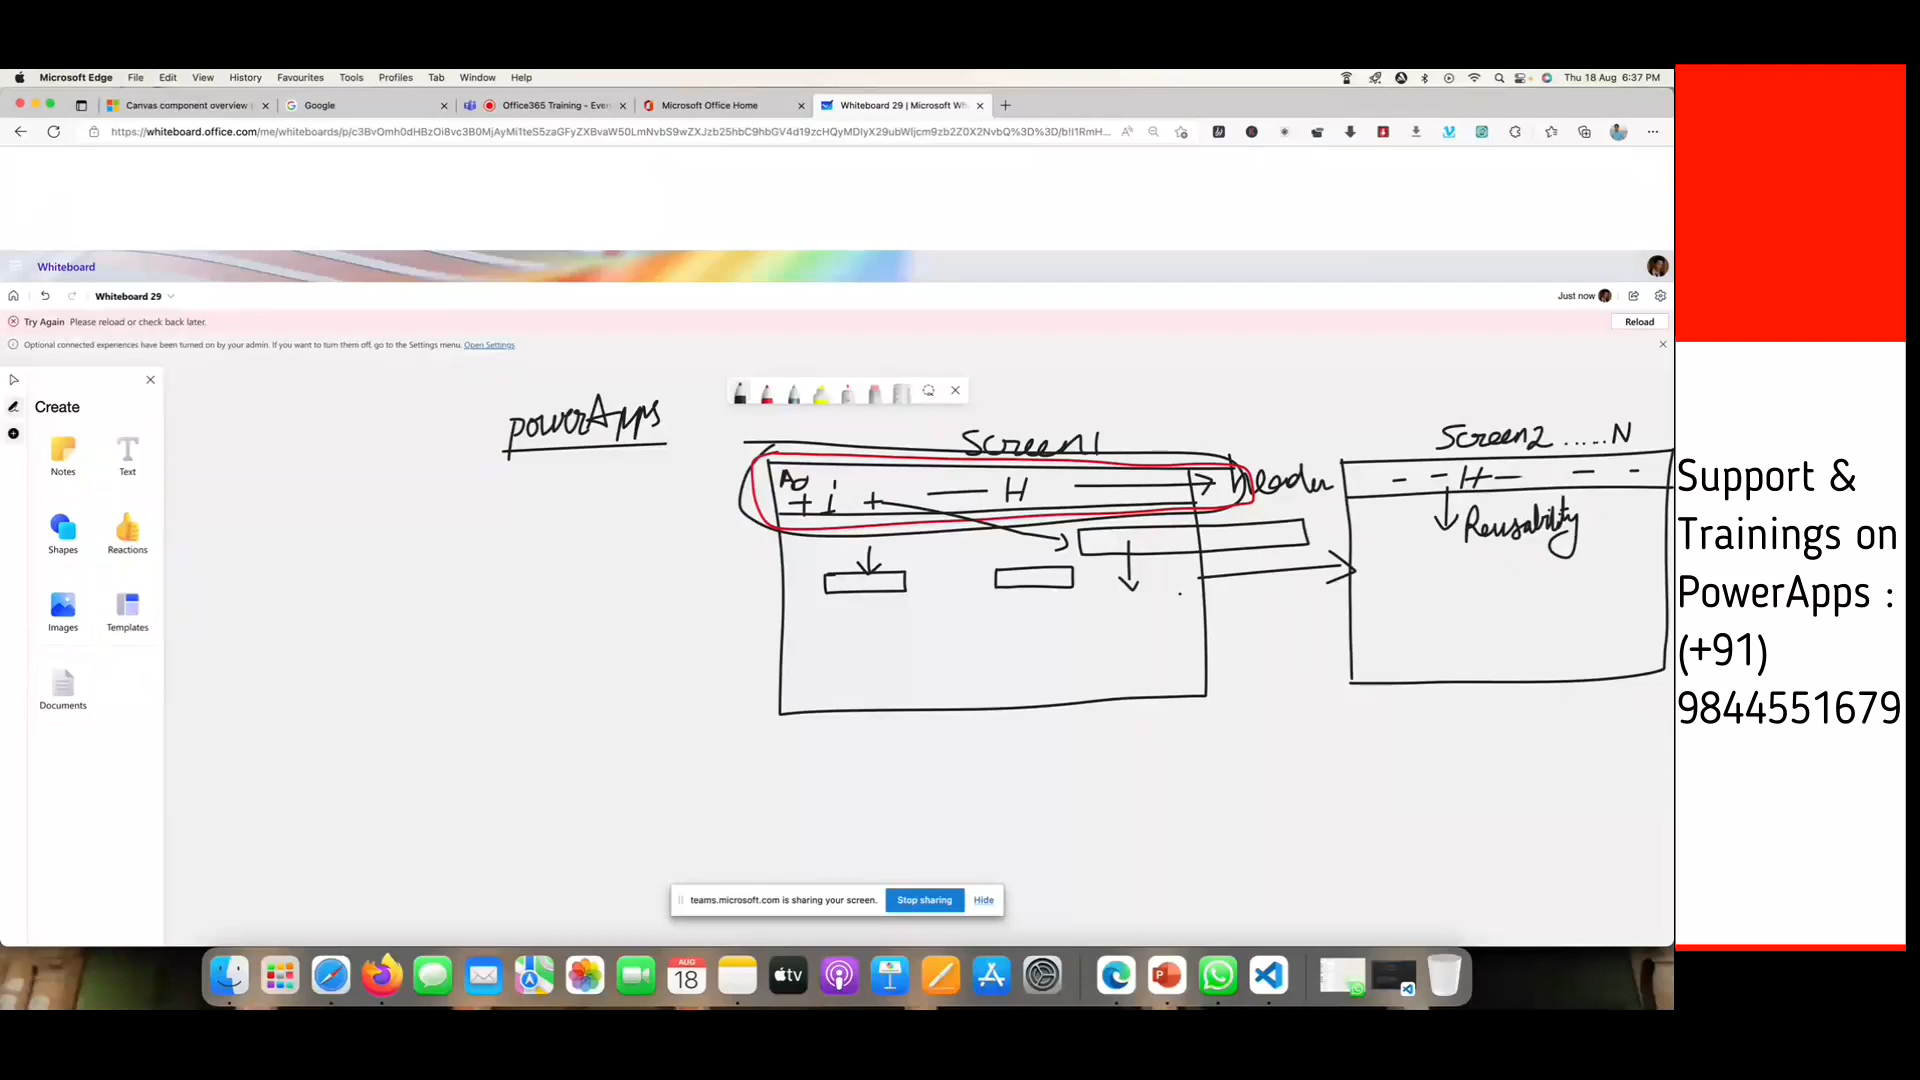 Microsoft Edge File Edit View History Favourites Tools Profiles Tab Window Help Thu 18 Aug 6:37 PM
Canvas component overview
Google
Office365 Training - Even
Microsoft Office Home
Whiteboard 29 | Microsoft Wh
Whiteboard
Whiteboard 29
Just now
Try Again Please reload or check back later.
Reload
Optional connected experiences have been turned on by your admin. If you want to turn them off, go to the Settings menu. Open Settings
Create
Notes
Text
Shapes
Reactions
Images
Templates
Documents
powerApps
Screen1
H
header
Screen2 .....N
- - H - - -
Reusability
teams.microsoft.com is sharing your screen. Stop sharing Hide
AUG
18
tv
Support &
Trainings on
PowerApps :
(+91)
9844551679